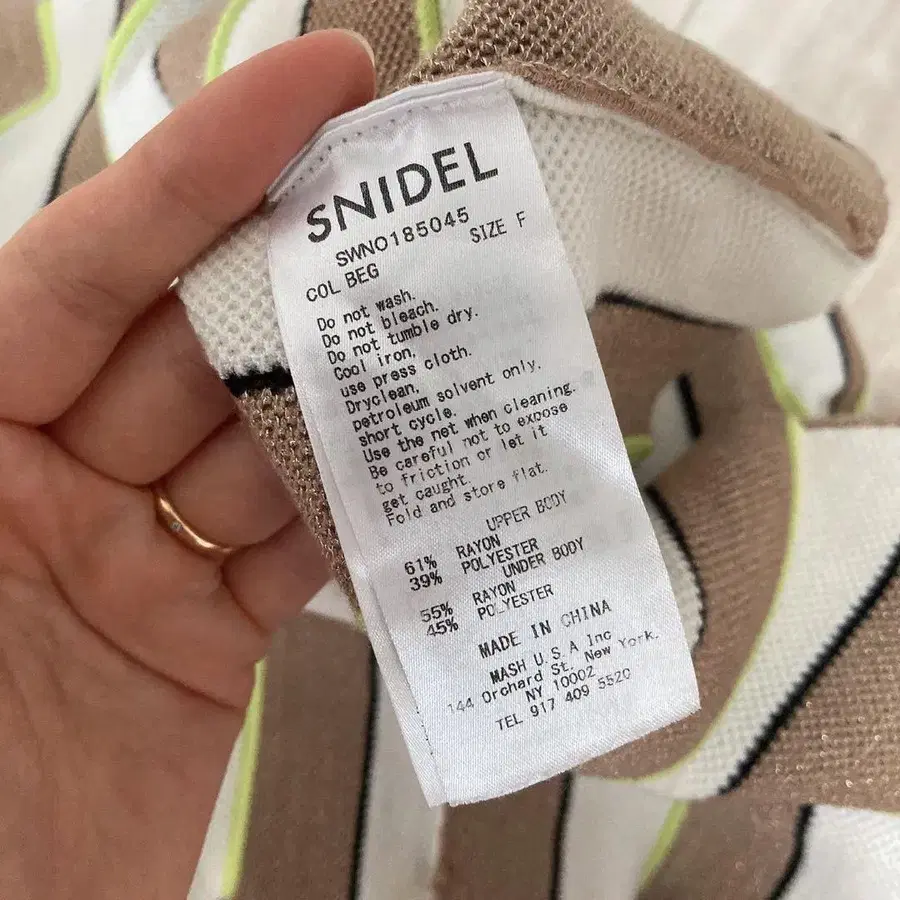 SNIDEL
SWNO185045
SIZE F
COL BEG
Do not wash.
Do not bleach.
Do not tumble dry.
Cool iron,
use press cloth.
Dryclean,
petroleum solvent only.
short cycle.
Use the net when cleaning.
Be careful not to expose
to friction or let it
get caught.
Fold and store flat.
UPPER BODY
61% RAYON
39% POLYESTER
UNDER BODY
55% RAYON
45% POLYESTER
MADE IN CHINA
MASH U.S.A Inc
144 Orchard St. New York.
NY 10002
TEL 917 409 5520